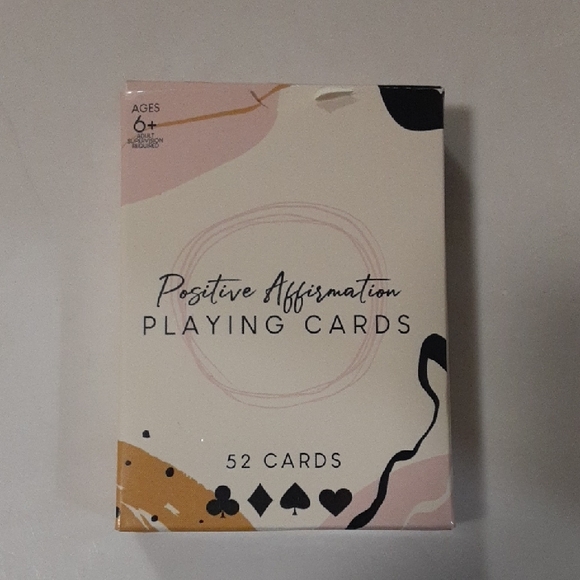 AGES
6+
ADULT
SUPERVISION
REQUIRED
Positive Affirmation
PLAYING CARDS
52 CARDS